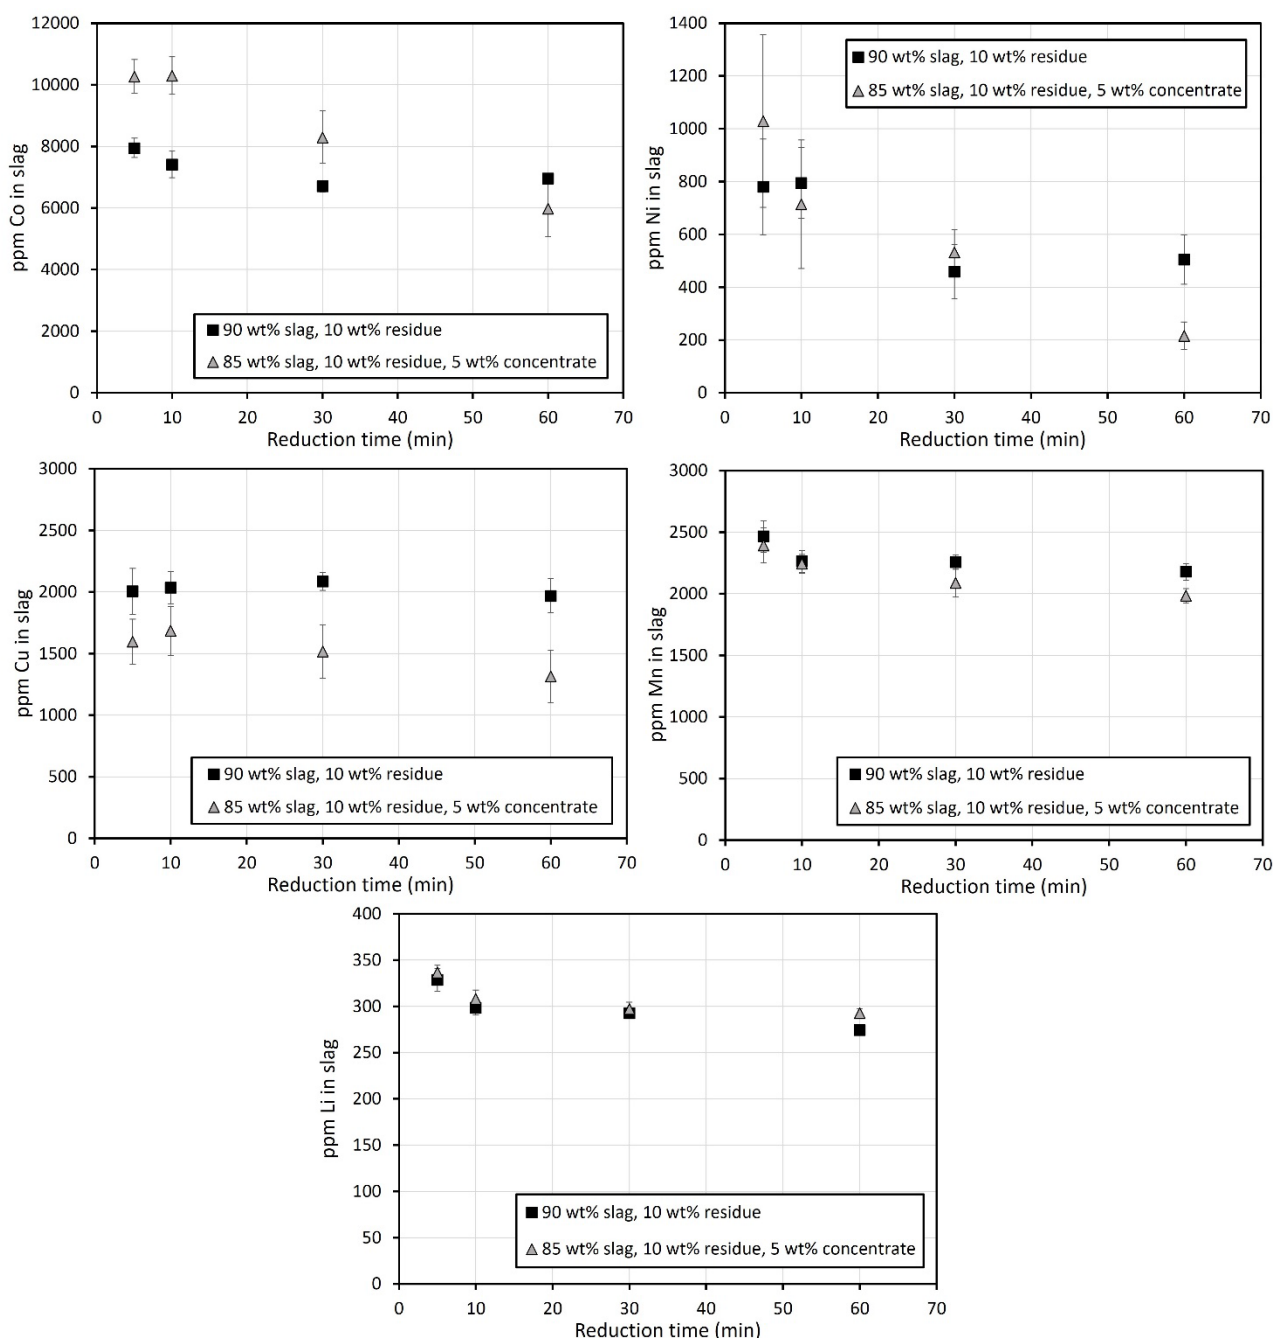 12000
10000
8000
6000
4000
2000
0
ppm Co in slag
90 wt% slag, 10 wt% residue
85 wt% slag, 10 wt% residue, 5 wt% concentrate
0 10 20 30 40 50 60 70
Reduction time (min)
1400
1200
1000
800
600
400
200
0
ppm Ni in slag
90 wt% slag, 10 wt% residue
85 wt% slag, 10 wt% residue, 5 wt% concentrate
0 10 20 30 40 50 60 70
Reduction time (min)
3000
2500
2000
1500
1000
500
0
ppm Cu in slag
90 wt% slag, 10 wt% residue
85 wt% slag, 10 wt% residue, 5 wt% concentrate
0 10 20 30 40 50 60 70
Reduction time (min)
3000
2500
2000
1500
1000
500
0
ppm Mn in slag
90 wt% slag, 10 wt% residue
85 wt% slag, 10 wt% residue, 5 wt% concentrate
0 10 20 30 40 50 60 70
Reduction time (min)
400
350
300
250
200
150
100
50
0
ppm Li in slag
90 wt% slag, 10 wt% residue
85 wt% slag, 10 wt% residue, 5 wt% concentrate
0 10 20 30 40 50 60 70
Reduction time (min)